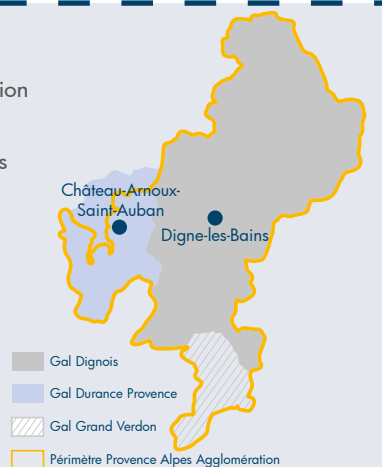 ion
s
Château-Arnoux-
Saint-Auban
Digne-les-Bains
Gal Dignois
Gal Durance Provence
Gal Grand Verdon
Périmètre Provence Alpes Agglomération